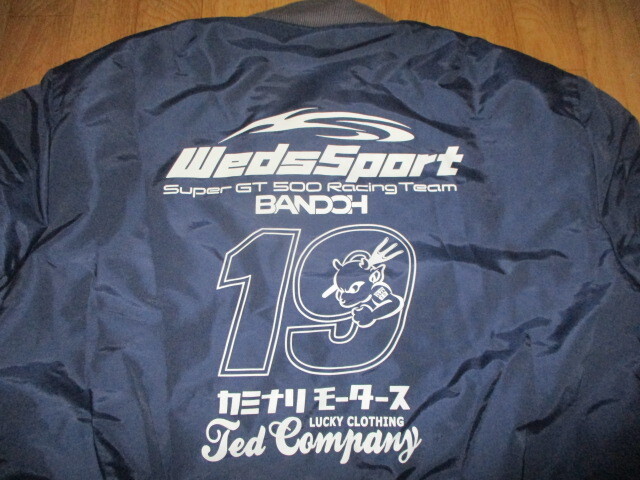 WedsSport
Super GT 500 Racing Team
BANDOH
19
カミナリ モータース
LUCKY CLOTHING
Ted Company